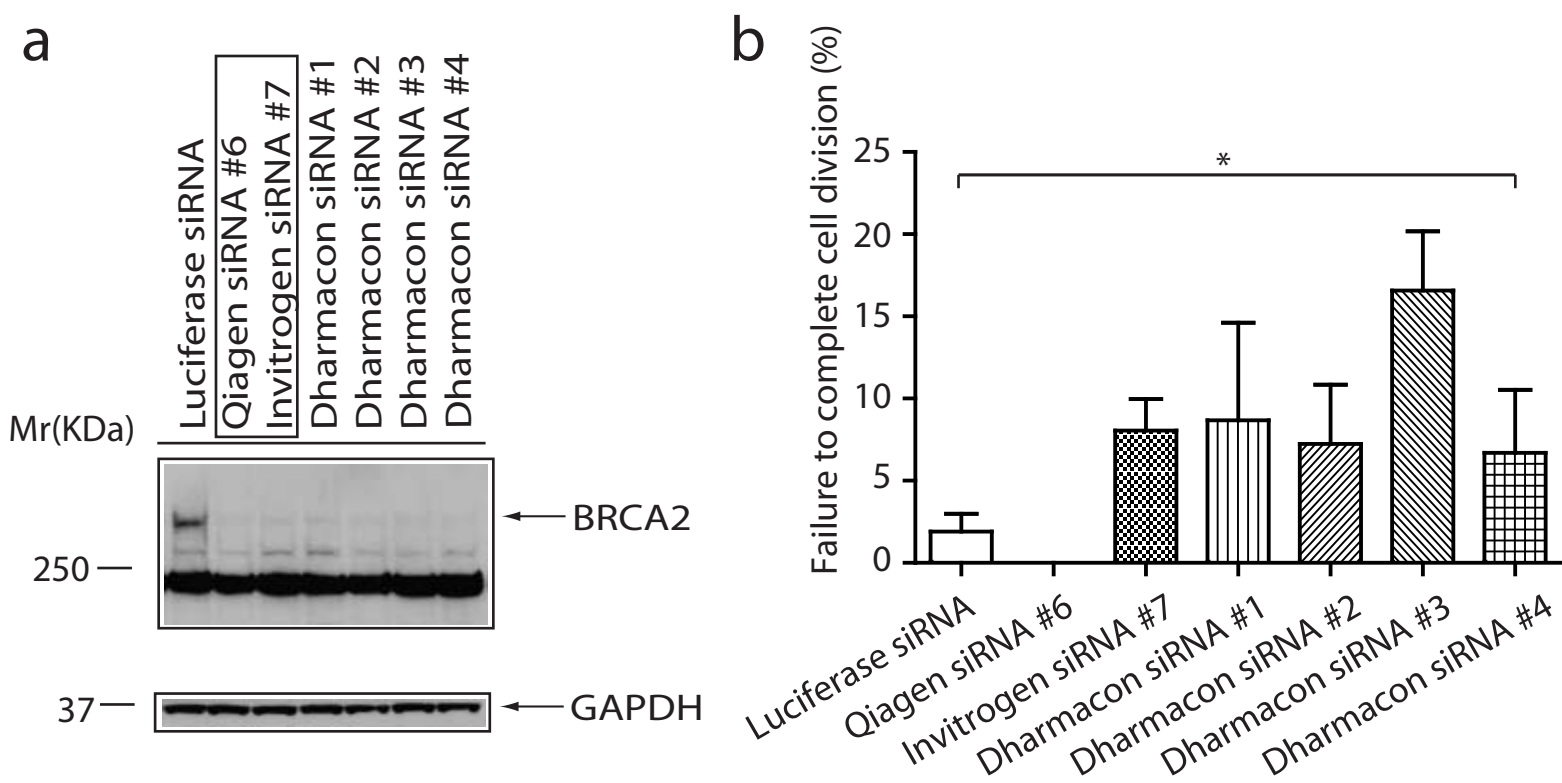 a
Luciferase siRNA
Qiagen siRNA #6
Invitrogen siRNA #7
Dharmacon siRNA #1
Dharmacon siRNA #2
Dharmacon siRNA #3
Dharmacon siRNA #4
Mr(KDa)
BRCA2
250
37
GAPDH
b
Failure to complete cell division (%)
25
20
15
10
5
0
*
Luciferase siRNA
Qiagen siRNA #6
Invitrogen siRNA #7
Dharmacon siRNA #1
Dharmacon siRNA #2
Dharmacon siRNA #3
Dharmacon siRNA #4